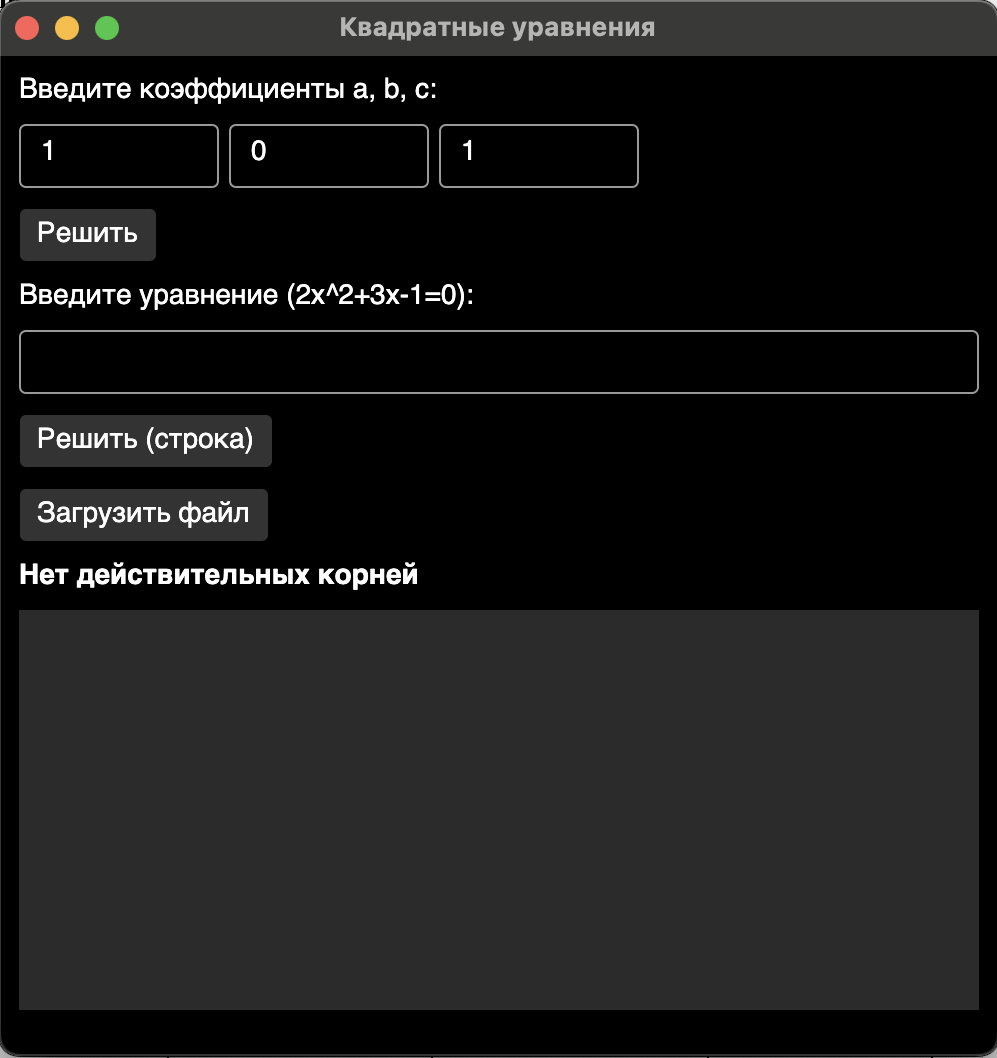 Квадратные уравнения
Введите коэффициенты a, b, c:
1 0 1
Решить
Введите уравнение (2x^2+3x-1=0):
Решить (строка)
Загрузить файл
Нет действительных корней